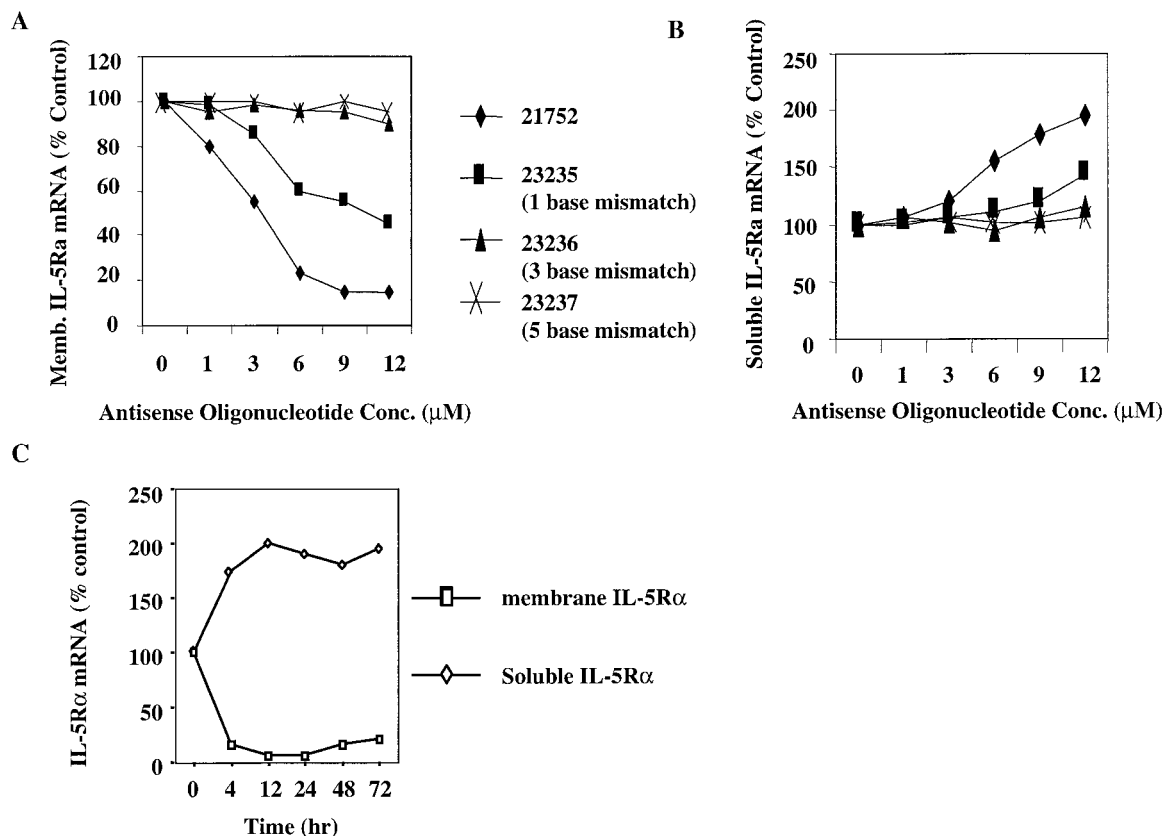 A
Memb. IL-5Ra mRNA (% Control)
120
100
80
60
40
20
0
0 1 3 6 9 12
Antisense Oligonucleotide Conc. (μM)
21752
23235
(1 base mismatch)
23236
(3 base mismatch)
23237
(5 base mismatch)
B
Soluble IL-5Ra mRNA (% Control)
250
200
150
100
50
0
0 1 3 6 9 12
Antisense Oligonucleotide Conc. (μM)
C
IL-5Rα mRNA (% control)
250
200
150
100
50
0
0 4 12 24 48 72
Time (hr)
membrane IL-5Rα
Soluble IL-5Rα